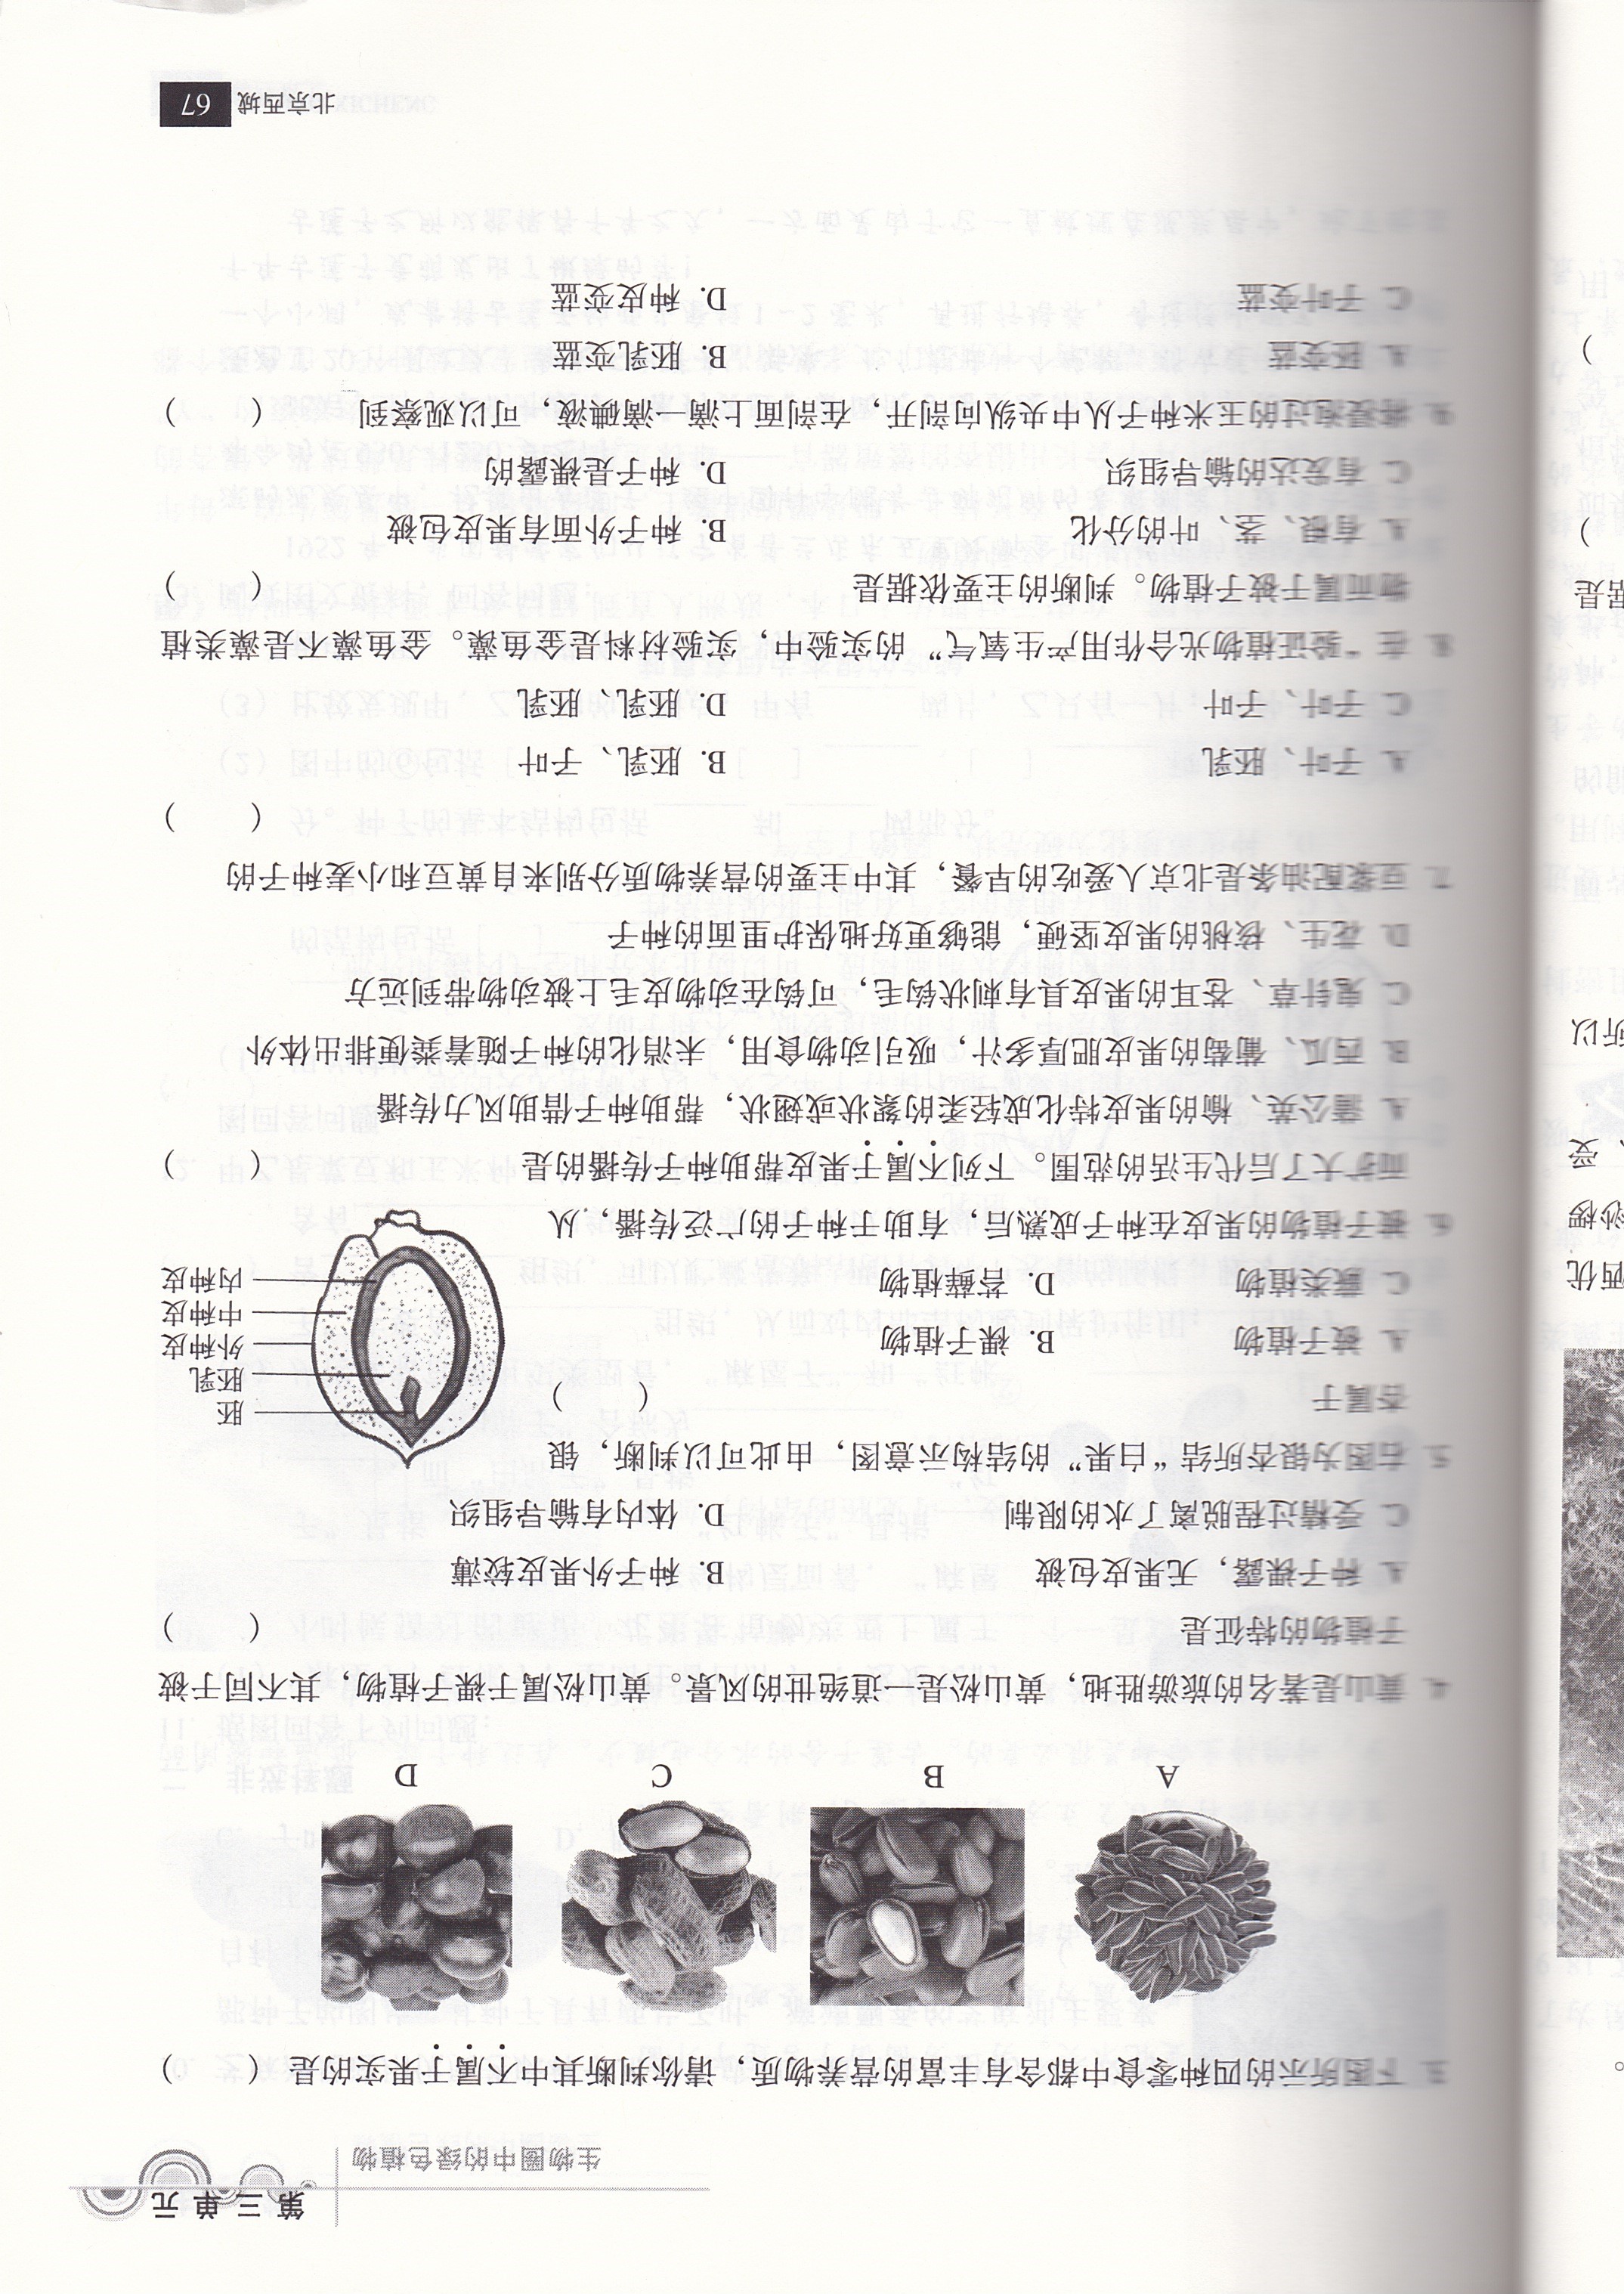 第三单元
生物圈中的绿色植物
3. 下图所示的四种零食中都含有丰富的营养物质，请你判断其中不属于果实的是（　　）
A　B　C　D
4. 黄山是著名的旅游胜地，黄山松是一道绝世的风景。黄山松属于裸子植物，其不同于被
子植物的特征是（　　）
A. 种子裸露，无果皮包被　B. 种子外果皮较薄
C. 受精过程脱离了水的限制　D. 体内有输导组织
5. 右图为银杏所结“白果”的结构示意图，由此可以判断，银
杏属于（　　）
A. 被子植物　B. 裸子植物
C. 蕨类植物　D. 苔藓植物
胚
胚乳
外种皮
中种皮
内种皮
6. 被子植物的果皮在种子成熟后，有助于种子的广泛传播，从
而扩大了后代生活的范围。下列不属于果皮帮助种子传播的是（　　）
A. 蒲公英、榆的果皮特化成轻柔的絮状或翅状，帮助种子借助风力传播
B. 西瓜、葡萄的果皮肥厚多汁，吸引动物食用，未消化的种子随着粪便排出体外
C. 鬼针草、苍耳的果皮具有刺状钩毛，可钩在动物皮毛上被动物带到远方
D. 花生、核桃的果皮坚硬，能够更好地保护里面的种子
7. 豆浆配油条是北京人爱吃的早餐，其中主要的营养物质分别来自黄豆和小麦种子的
（　　）
A. 子叶、胚乳　B. 胚乳、子叶
C. 子叶、子叶　D. 胚乳、胚乳
8. 在“验证植物光合作用产生氧气”的实验中，实验材料是金鱼藻。金鱼藻不是藻类植
物而属于被子植物。判断的主要依据是（　　）
A. 有根、茎、叶的分化　B. 种子外面有果皮包被
C. 有发达的输导组织　D. 种子是裸露的
9. 将浸泡过的玉米种子从中央纵向剖开，在剖面上滴一滴碘液，可以观察到（　　）
A. 胚变蓝　B. 胚乳变蓝
C. 子叶变蓝　D. 种皮变蓝
北京西城 67